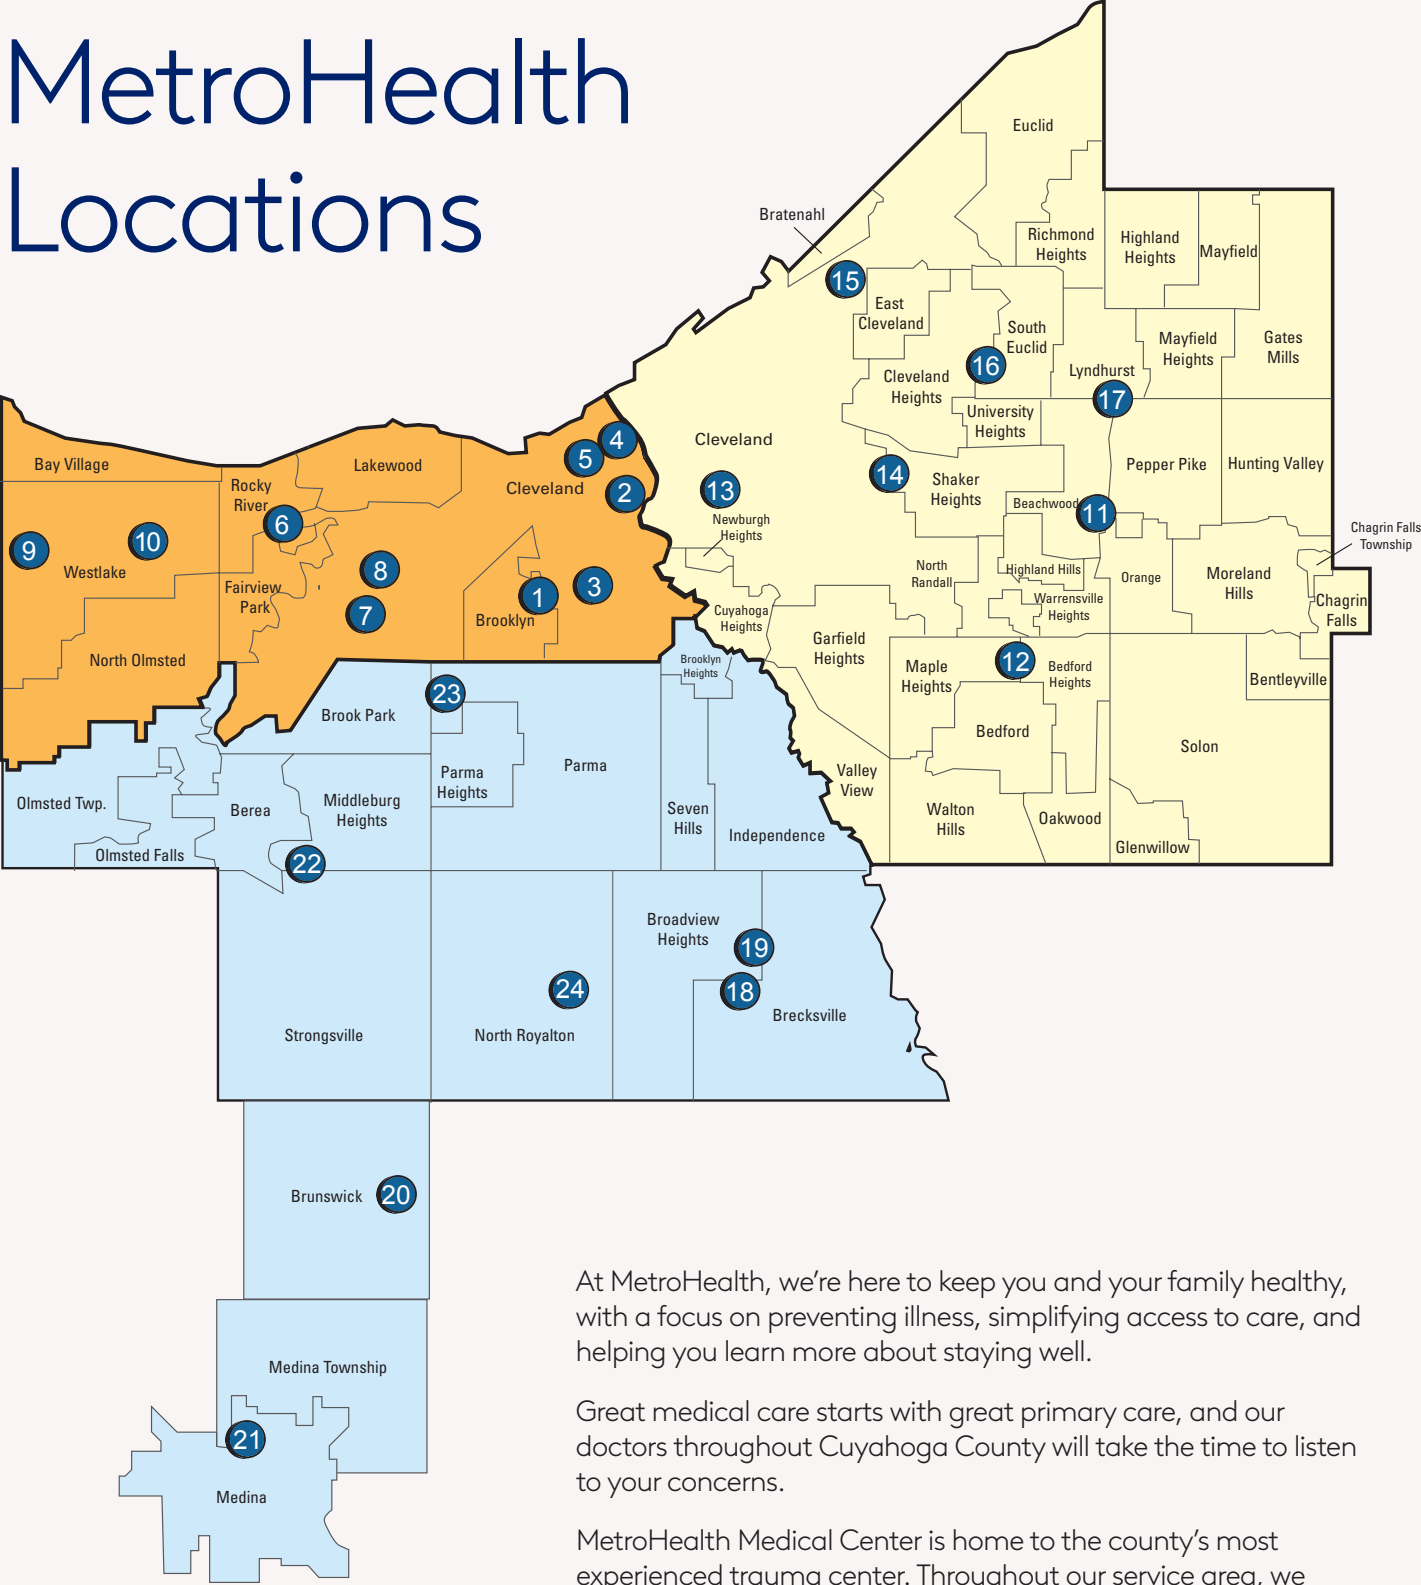 MetroHealth
Locations
Euclid
Bratenahl
Richmond
Heights
Highland
Heights
Mayfield
15
East
Cleveland
South
Euclid
Mayfield
Heights
Gates
Mills
16
Lyndhurst
Cleveland
Heights
17
University
Heights
4
5
Cleveland
Cleveland
2
13
14
Shaker
Heights
Pepper Pike
Hunting Valley
Beachwood
11
Bay Village
Lakewood
Rocky
River
6
Newburgh
Heights
Chagrin Falls
Township
9
10
Westlake
8
7
Fairview
Park
1
3
Brooklyn
North
Randall
Highland Hills
Orange
Moreland
Hills
Warrensville
Heights
Chagrin
Falls
Cuyahoga
Heights
Garfield
Heights
North Olmsted
Brooklyn
Heights
Maple
Heights
12
Bedford
Heights
Bentleyville
23
Brook Park
Bedford
Solon
Parma
Heights
Parma
Valley
View
Olmsted Twp.
Berea
Middleburg
Heights
Seven
Hills
Independence
Walton
Hills
Oakwood
Glenwillow
Olmsted Falls
22
Broadview
Heights
19
24
18
Strongsville
North Royalton
Brecksville
Brunswick
20
Medina Township
21
Medina
At MetroHealth, we’re here to keep you and your family healthy,
with a focus on preventing illness, simplifying access to care, and
helping you learn more about staying well.
Great medical care starts with great primary care, and our
doctors throughout Cuyahoga County will take the time to listen
to your concerns.
MetroHealth Medical Center is home to the county’s most
experienced trauma center. Throughout our service area, we